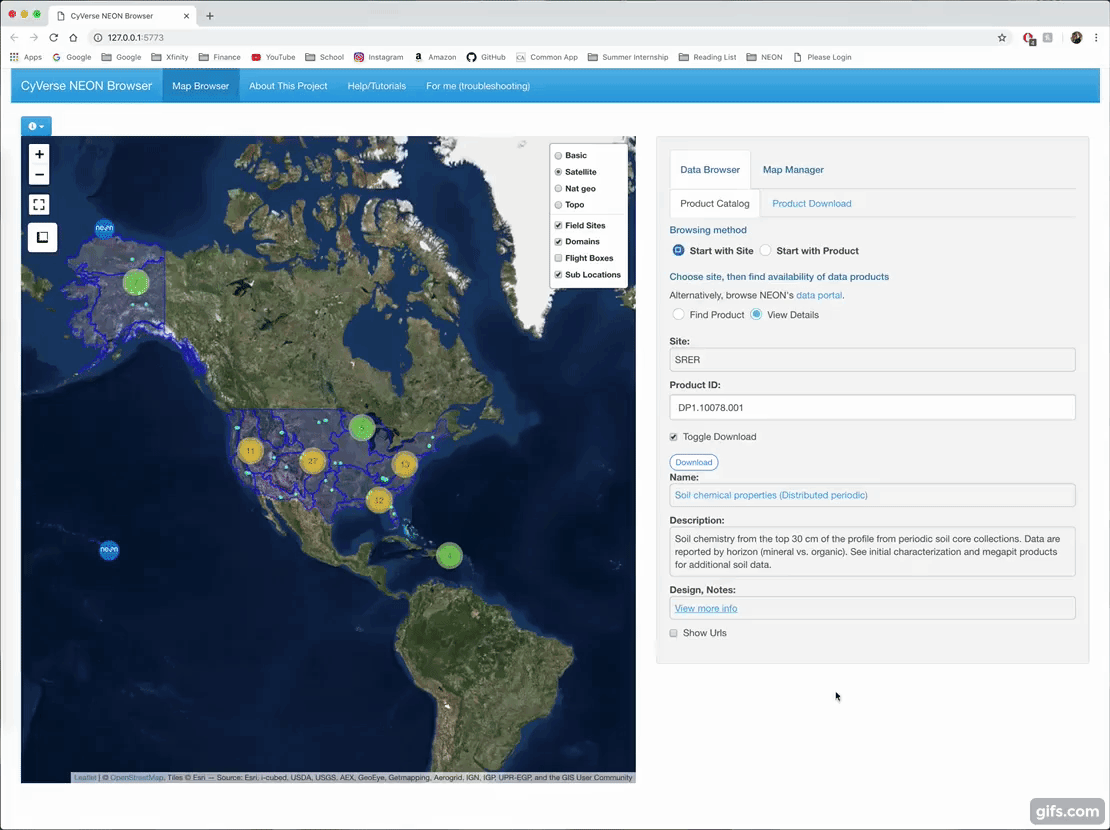 CyVerse NEON Browser
127.0.0.1:5773
Apps Google Google Xfinity Finance YouTube School Instagram Amazon GitHub CA Common App Summer Internship Reading List NEON Please Login
CyVerse NEON Browser Map Browser About This Project Help/Tutorials For me (troubleshooting)
+
−
Basic
Satellite
Nat geo
Topo
Field Sites
Domains
Flight Boxes
Sub Locations
neon
7
5
11
27
13
12
4
neon
Leaflet | © OpenStreetMap, Tiles © Esri — Source: Esri, i-cubed, USDA, USGS, AEX, GeoEye, Getmapping, Aerogrid, IGN, IGP, UPR-EGP, and the GIS User Community
Data Browser Map Manager
Product Catalog Product Download
Browsing method
Start with Site Start with Product
Choose site, then find availability of data products
Alternatively, browse NEON's data portal.
Find Product View Details
Site:
SRER
Product ID:
DP1.10078.001
Toggle Download
Download
Name:
Soil chemical properties (Distributed periodic)
Description:
Soil chemistry from the top 30 cm of the profile from periodic soil core collections. Data are
reported by horizon (mineral vs. organic). See initial characterization and megapit products
for additional soil data.
Design, Notes:
View more info
Show Urls
gifs.com